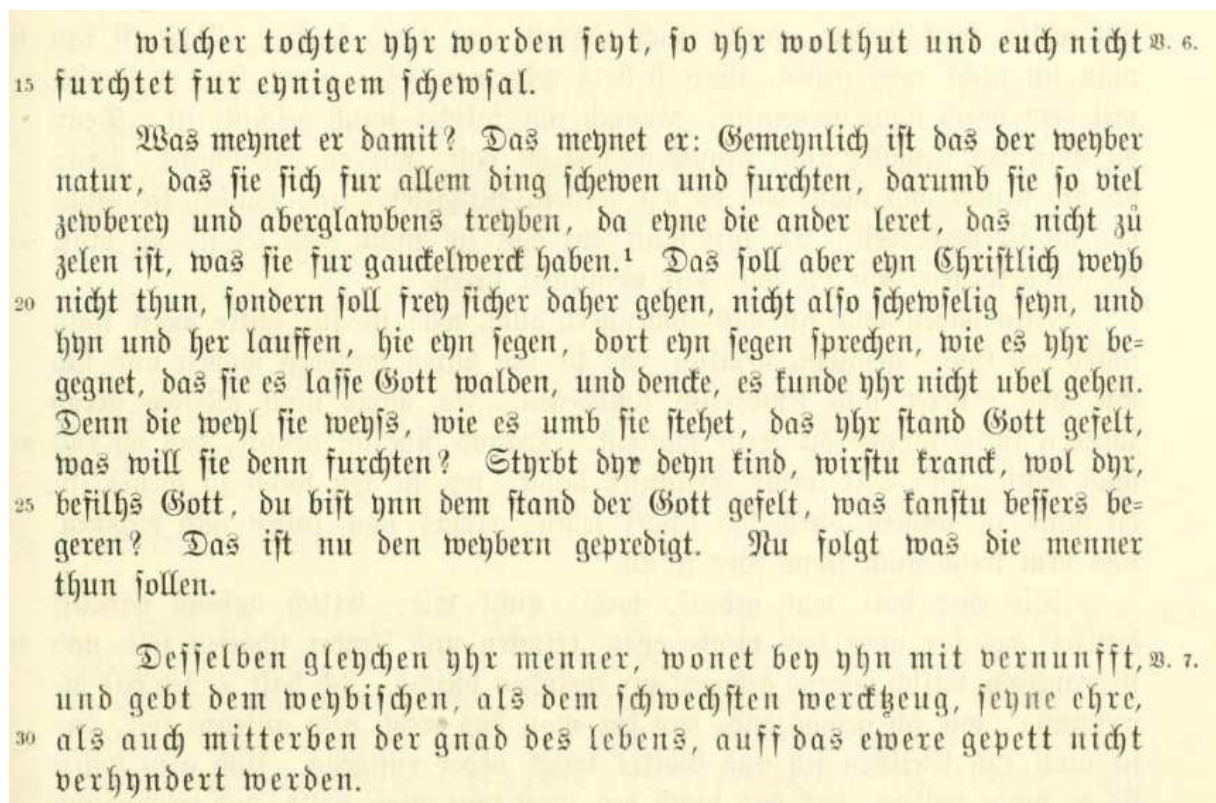 wilcher tochter yhr worden seyt, so yhr wolthut und euch nicht V. 6.
15 furchtet fur eynigem schewsal.
Was meynet er damit? Das meynet er: Gemeynlich ist das der weyber
natur, das sie sich fur allem ding schewen und furchten, darumb sie so viel
zewberey und aberglawbens treyben, da eyne die ander leret, das nicht zů
zelen ist, was sie fur gauckelwerck haben.¹ Das soll aber eyn Christlich weyb
20 nicht thun, sondern soll frey sicher daher gehen, nicht also schewselig seyn, und
hyn und her lauffen, hie eyn segen, dort eyn segen sprechen, wie es yhr be-
gegnet, das sie es lasse Gott walden, und dencke, es kunde yhr nicht ubel gehen.
Denn die weyl sie weyss, wie es umb sie stehet, das yhr stand Gott gefelt,
was will sie denn furchten? Styrbt dyr deyn kind, wirstu kranck, wol dyr,
25 befilhs Gott, du bist ynn dem stand der Gott gefelt, was kanstu bessers be-
geren? Das ist nu den weybern gepredigt. Nu folgt was die menner
thun sollen.
Desselben gleychen yhr menner, wonet bey yhn mit vernunfft, V. 7.
und gebt dem weybischen, als dem schwechsten wercktzeug, seyne ehre,
30 als auch mitterben der gnad des lebens, auff das ewere gepett nicht
verhyndert werden.